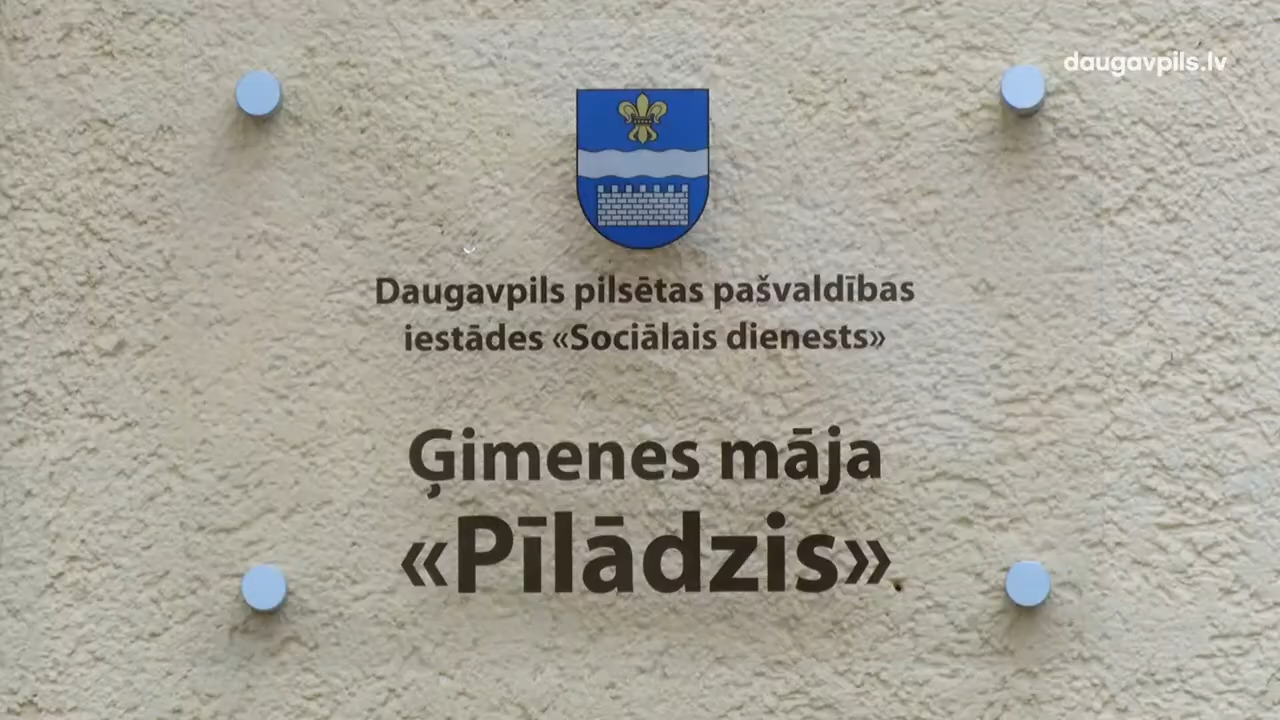 daugavpils.lv
Daugavpils pilsētas pašvaldības
iestādes «Sociālais dienests»
Ģimenes māja
«Pīlādzis»